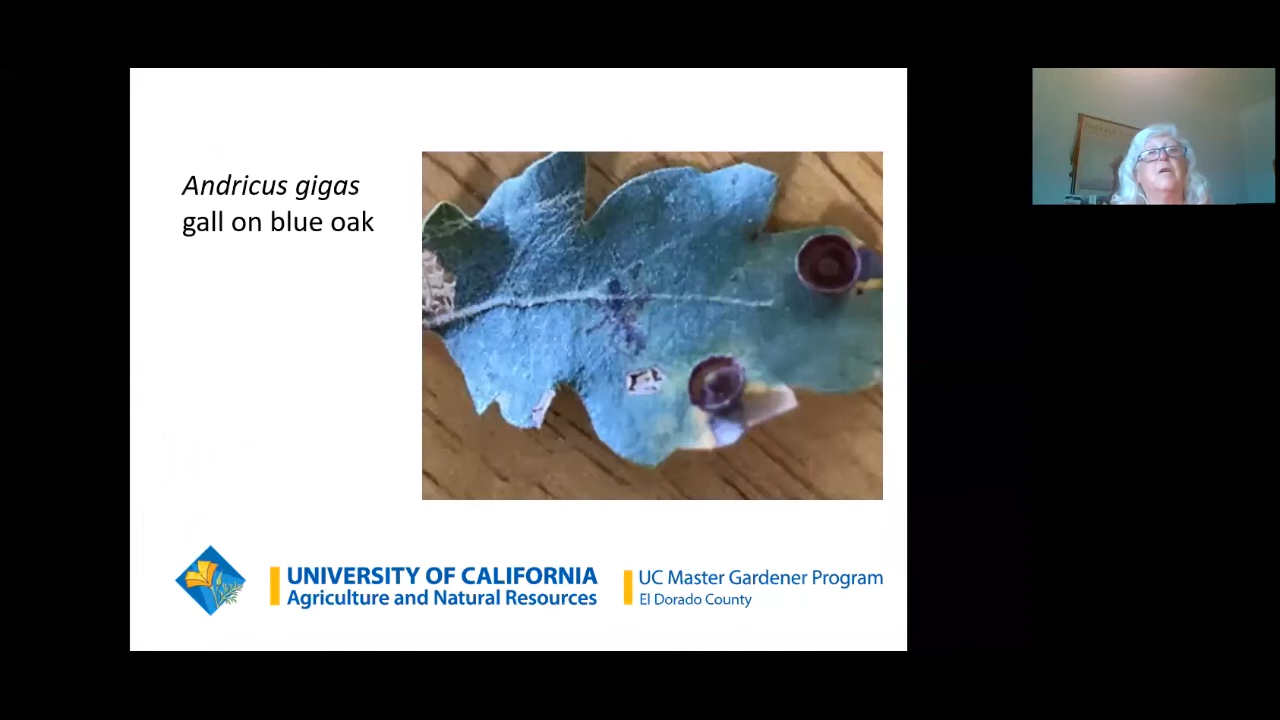 Andricus gigas
gall on blue oak
UNIVERSITY OF CALIFORNIA
Agriculture and Natural Resources
UC Master Gardener Program
El Dorado County